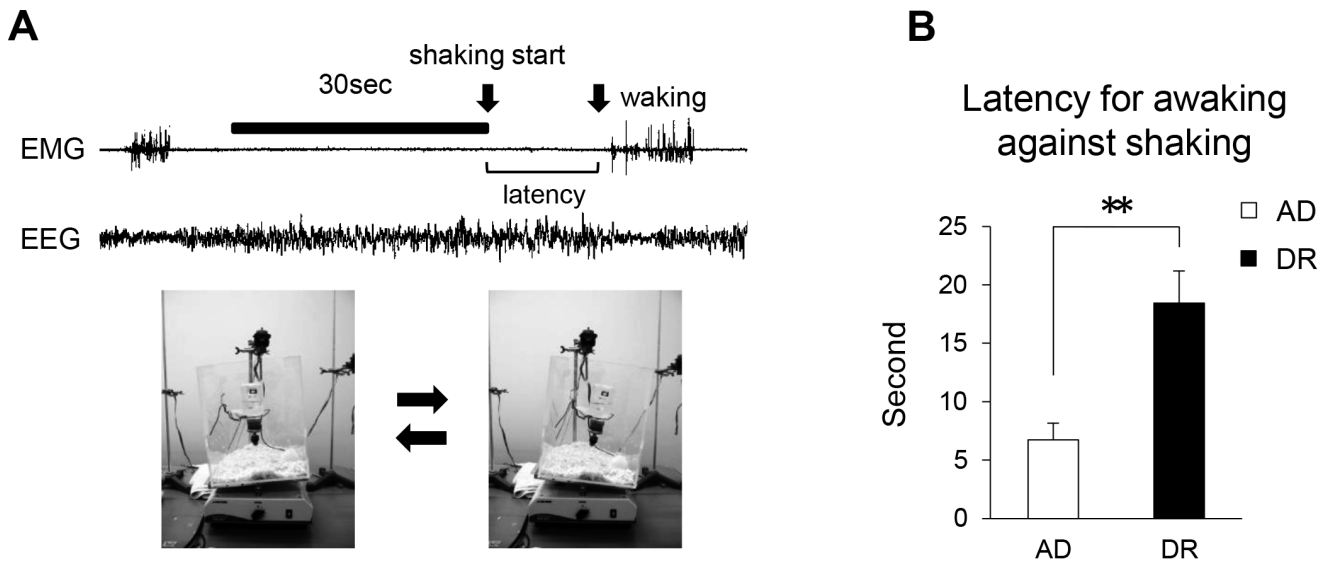 A
shaking start
30sec
waking
EMG
latency
EEG
B
Latency for awaking
against shaking
**
AD
DR
25
20
15
10
5
0
Second
AD
DR